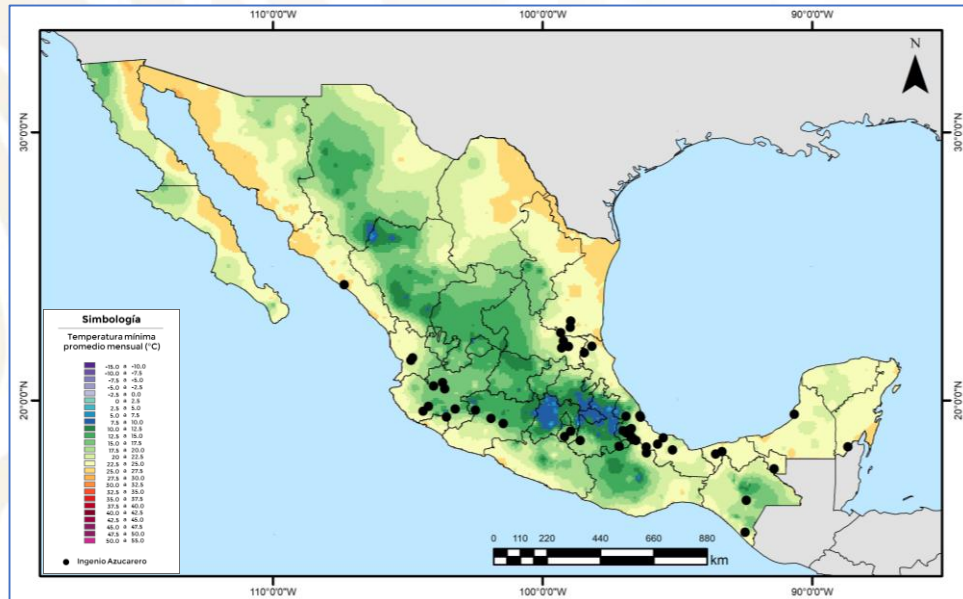 110°0'0"W 100°0'0"W 90°0'0"W
N
30°0'0"N 30°0'0"N
20°0'0"N 20°0'0"N
Simbología
Temperatura mínima
promedio mensual (°C)
-15.0 a -10.0
-10.0 a -7.5
-7.5 a -5.0
-5.0 a -2.5
-2.5 a 0.0
0 a 2.5
2.5 a 5.0
5.0 a 7.5
7.5 a 10.0
10.0 a 12.5
12.5 a 15.0
15.0 a 17.5
17.5 a 20.0
20 a 22.5
22.5 a 25.0
25.0 a 27.5
27.5 a 30.0
30.0 a 32.5
32.5 a 35.0
35.0 a 37.5
37.5 a 40.0
40.0 a 42.5
42.5 a 45.0
45.0 a 47.5
47.5 a 50.0
50.0 a 55.0
Ingenio Azucarero
0 110 220 440 660 880
km
110°0'0"W 100°0'0"W 90°0'0"W